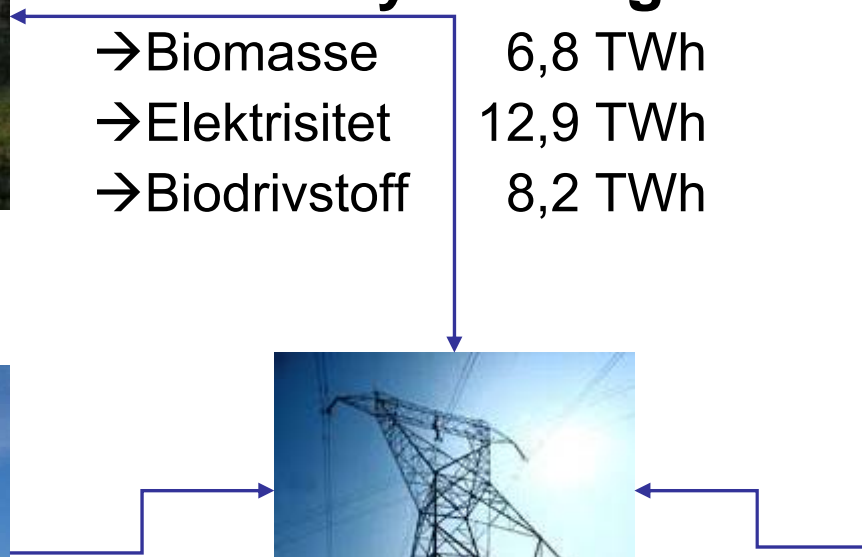 →Biomasse 6,8 TWh
→Elektrisitet 12,9 TWh
→Biodrivstoff 8,2 TWh